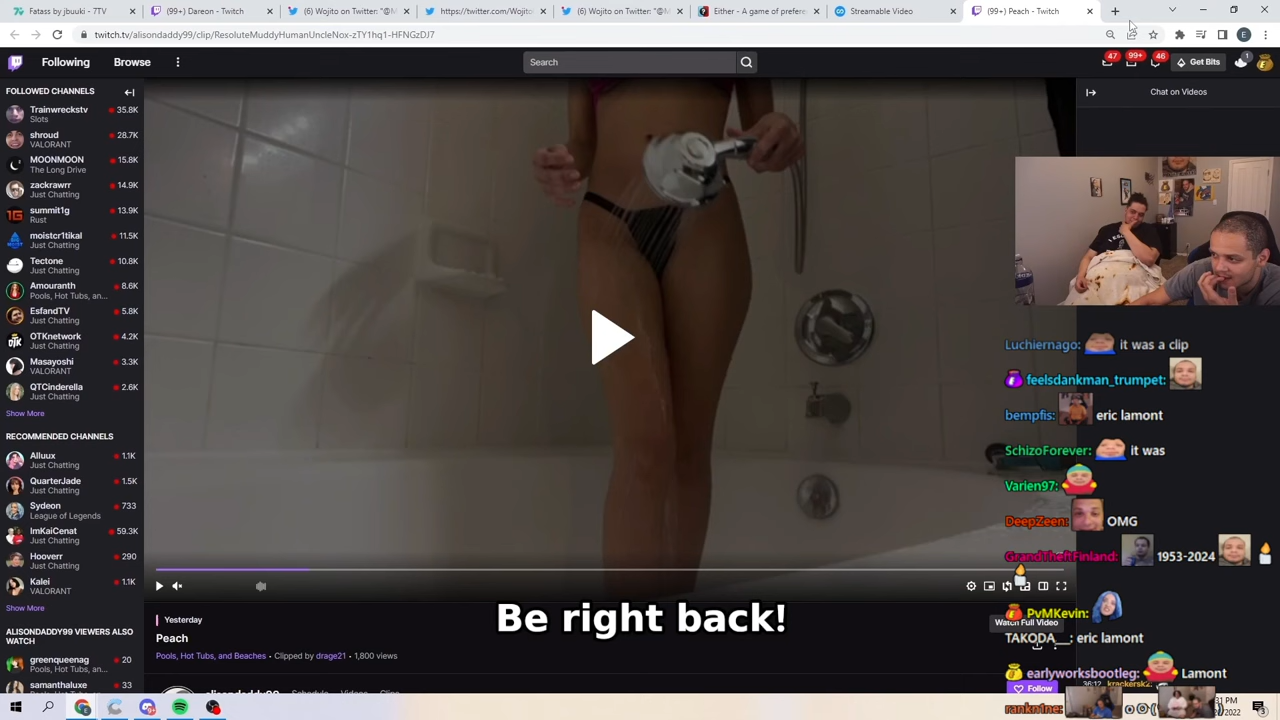 Fatass by jbuuki - 7TV
(99+) Dareon - Twitch
(99+) Wojito on Twitter: "@M
https://twitter.com/Wojito
(99+) Wojito on Twitter: "@M
Either - A game of prefere
Streamable Video
(99+) Peach - Twitch
twitch.tv/alisondaddy99/clip/ResoluteMuddyHumanUncleNox-zTY1hq1-HFNGzDJ7
E
Following
Browse
Search
47
99+
46
Get Bits
1
FOLLOWED CHANNELS
Trainwreckstv
35.8K
Slots
shroud
28.7K
VALORANT
MOONMOON
15.8K
The Long Drive
zackrawrr
14.9K
Just Chatting
summit1g
13.9K
Rust
moistcr1tikal
11.5K
Just Chatting
Tectone
10.8K
Just Chatting
Amouranth
8.6K
Pools, Hot Tubs, an...
EsfandTV
5.8K
Just Chatting
OTKnetwork
4.2K
Just Chatting
Masayoshi
3.3K
VALORANT
QTCinderella
2.6K
Just Chatting
Show More
RECOMMENDED CHANNELS
Alluux
1.1K
Just Chatting
QuarterJade
1.5K
Just Chatting
Sydeon
733
League of Legends
ImKaiCenat
59.3K
Just Chatting
Hooverr
290
Just Chatting
Kalei
1.1K
VALORANT
Show More
ALISONDADDY99 VIEWERS ALSO WATCH
greenqueenag
20
Pools, Hot Tubs, an...
samanthaluxe
33
Be right back!
Yesterday
Peach
Pools, Hot Tubs, and Beaches • Clipped by drage21 • 1,800 views
Watch Full Video
alisondaddy99
Schedule
Videos
Follow
Chat on Videos
Luchiernago: it was a clip
feelsdankman_trumpet:
bempfis: eric lamont
SchizoForever: it was
Varien97:
DeepZeen: OMG
GrandTheftFinland: 1953-2024
PvMKevin:
TAKODA__: eric lamont
earlyworksbootleg: Lamont
rankn1ne: